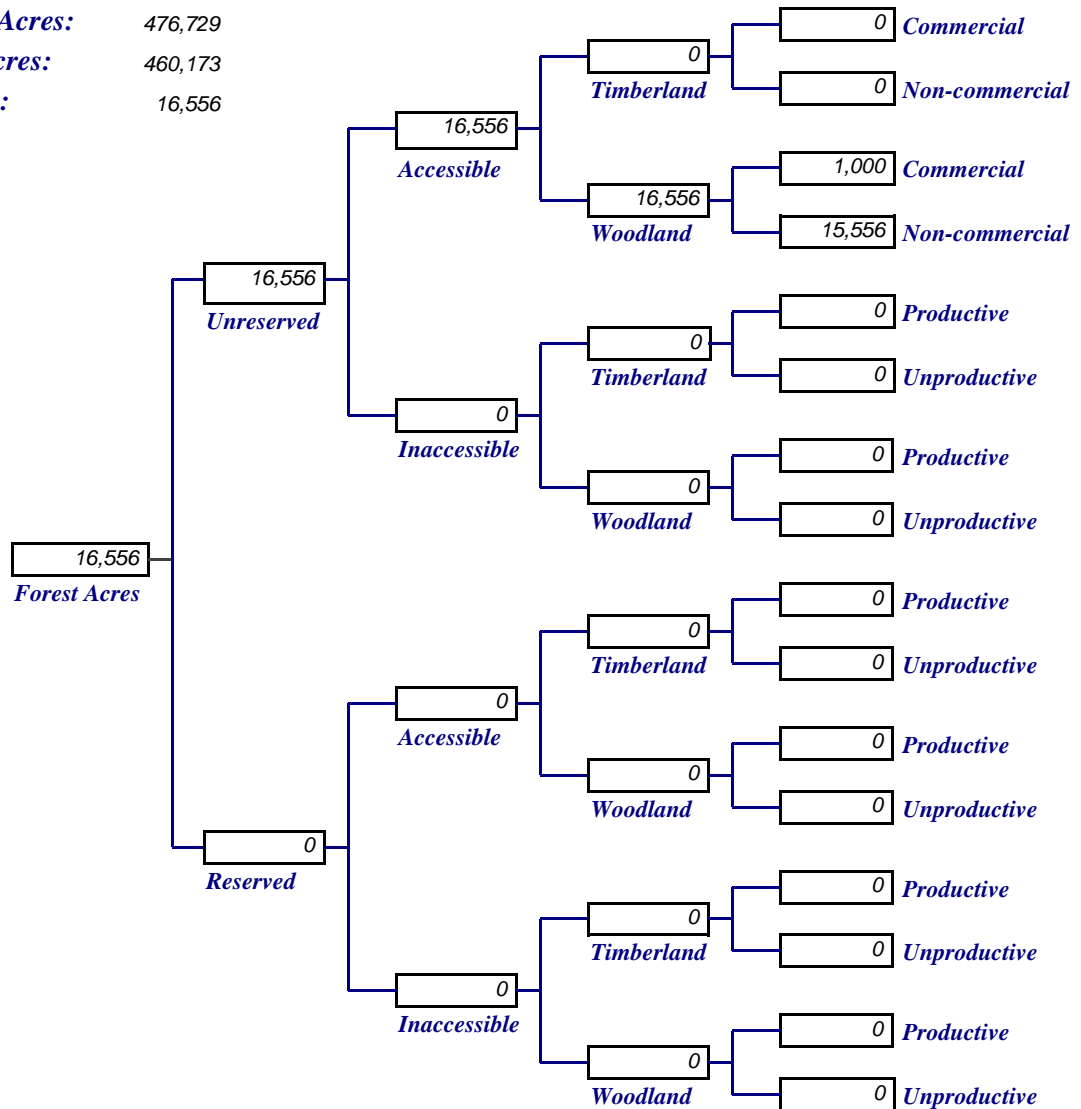 Acres: 476,729
cres: 460,173
: 16,556
0 Commercial
0 Timberland
0 Non-commercial
16,556 Accessible
1,000 Commercial
16,556 Woodland
15,556 Non-commercial
16,556 Unreserved
0 Productive
0 Timberland
0 Unproductive
0 Inaccessible
0 Productive
0 Woodland
0 Unproductive
16,556 Forest Acres
0 Productive
0 Timberland
0 Unproductive
0 Accessible
0 Productive
0 Woodland
0 Unproductive
0 Reserved
0 Productive
0 Timberland
0 Unproductive
0 Inaccessible
0 Productive
0 Woodland
0 Unproductive